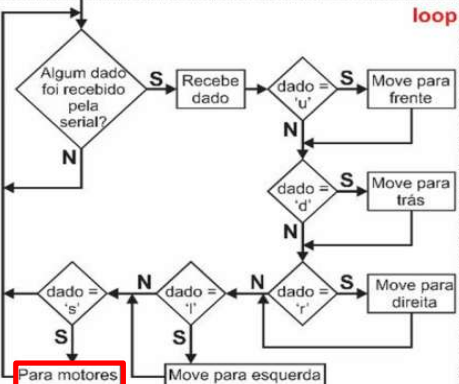 loop
Algum dado
foi recebido
pela
serial?
S
N
Recebe
dado
dado =
'u'
S
N
Move para
frente
dado =
'd'
S
N
Move para
trás
dado =
'r'
S
N
Move para
direita
dado =
'l'
N
S
Move para esquerda
dado =
's'
S
Para motores